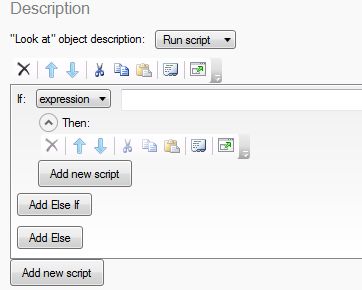 Description
"Look at" object description: Run script
If: expression
Then:
Add new script
Add Else If
Add Else
Add new script